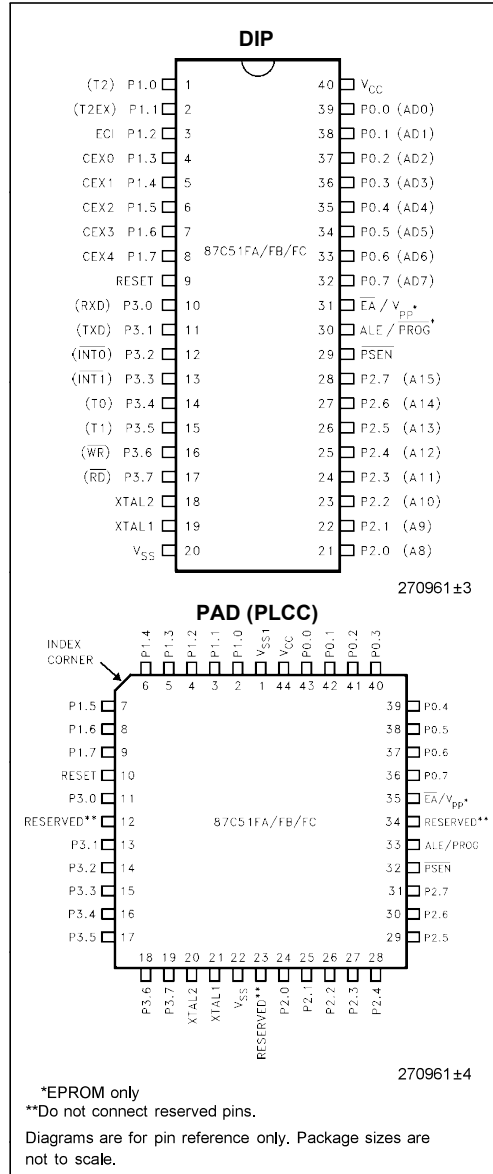 DIP
(T2) P1.0 1 40 VCC
(T2EX) P1.1 2 39 P0.0 (AD0)
ECI P1.2 3 38 P0.1 (AD1)
CEX0 P1.3 4 37 P0.2 (AD2)
CEX1 P1.4 5 36 P0.3 (AD3)
CEX2 P1.5 6 35 P0.4 (AD4)
CEX3 P1.6 7 34 P0.5 (AD5)
CEX4 P1.7 8 87C51FA/FB/FC 33 P0.6 (AD6)
RESET 9 32 P0.7 (AD7)
(RXD) P3.0 10 31 EA / VPP*
(TXD) P3.1 11 30 ALE / PROG*
(INT0) P3.2 12 29 PSEN
(INT1) P3.3 13 28 P2.7 (A15)
(T0) P3.4 14 27 P2.6 (A14)
(T1) P3.5 15 26 P2.5 (A13)
(WR) P3.6 16 25 P2.4 (A12)
(RD) P3.7 17 24 P2.3 (A11)
XTAL2 18 23 P2.2 (A10)
XTAL1 19 22 P2.1 (A9)
VSS 20 21 P2.0 (A8)
270961±3
PAD (PLCC)
INDEX
CORNER
P1.4 P1.3 P1.2 P1.1 P1.0 VSS1 VCC P0.0 P0.1 P0.2 P0.3
6 5 4 3 2 1 44 43 42 41 40
P1.5 7 39 P0.4
P1.6 8 38 P0.5
P1.7 9 37 P0.6
RESET 10 36 P0.7
P3.0 11 35 EA/VPP*
RESERVED** 12 87C51FA/FB/FC 34 RESERVED**
P3.1 13 33 ALE/PROG
P3.2 14 32 PSEN
P3.3 15 31 P2.7
P3.4 16 30 P2.6
P3.5 17 29 P2.5
18 19 20 21 22 23 24 25 26 27 28
P3.6 P3.7 XTAL2 XTAL1 VSS RESERVED** P2.0 P2.1 P2.2 P2.3 P2.4
270961±4
*EPROM only
**Do not connect reserved pins.
Diagrams are for pin reference only. Package sizes are
not to scale.